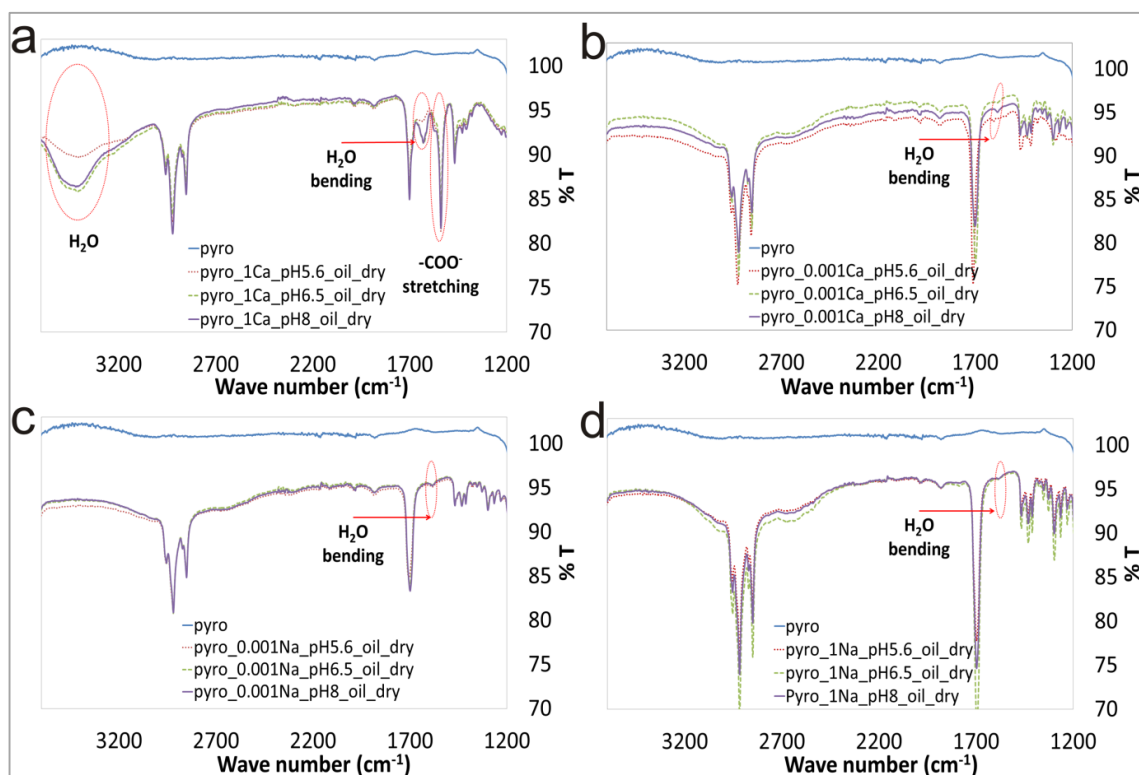 a
100
95
90
85
80
75
70
% T
H2O
H2O
bending
-COO-
stretching
pyro
pyro_1Ca_pH5.6_oil_dry
pyro_1Ca_pH6.5_oil_dry
pyro_1Ca_pH8_oil_dry
3200 2700 2200 1700 1200
Wave number (cm-1)
b
100
95
90
85
80
75
70
% T
H2O
bending
pyro
pyro_0.001Ca_pH5.6_oil_dry
pyro_0.001Ca_pH6.5_oil_dry
pyro_0.001Ca_pH8_oil_dry
3200 2700 2200 1700 1200
Wave number (cm-1)
c
100
95
90
85
80
75
70
% T
H2O
bending
pyro
pyro_0.001Na_pH5.6_oil_dry
pyro_0.001Na_pH6.5_oil_dry
pyro_0.001Na_pH8_oil_dry
3200 2700 2200 1700 1200
Wave number (cm-1)
d
100
95
90
85
80
75
70
% T
H2O
bending
pyro
pyro_1Na_pH5.6_oil_dry
pyro_1Na_pH6.5_oil_dry
Pyro_1Na_pH8_oil_dry
3200 2700 2200 1700 1200
Wave number (cm-1)